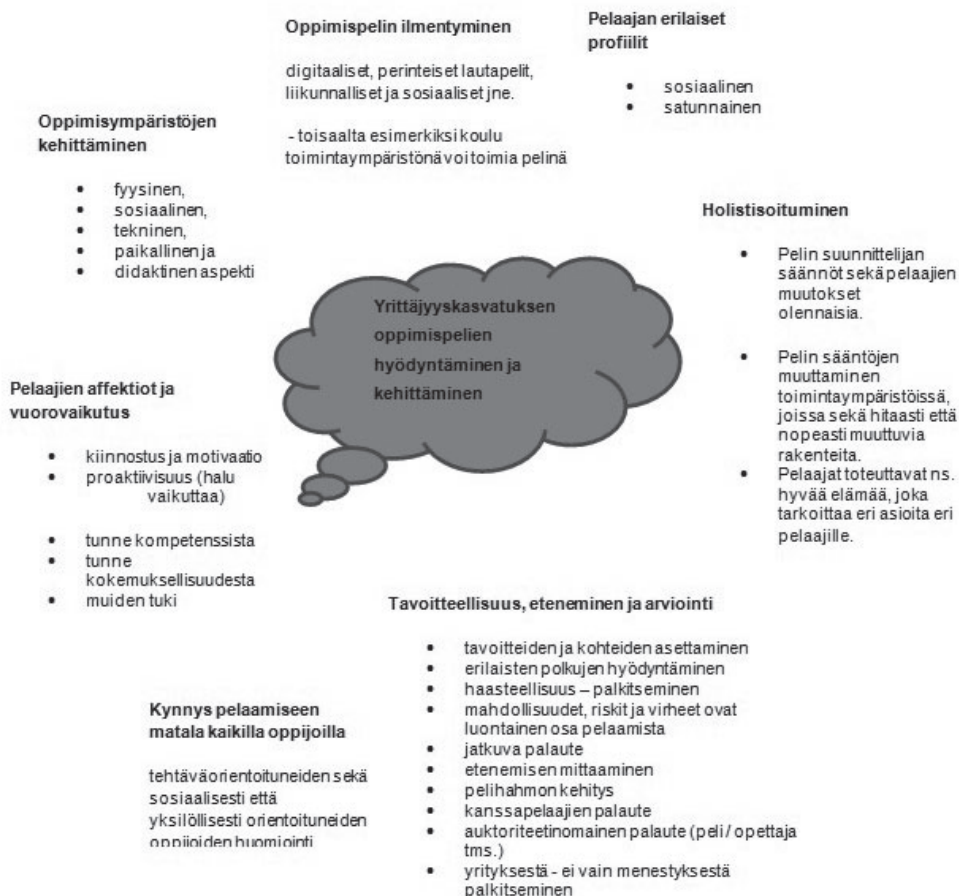 Oppimispelin ilmentyminen
digitaaliset, perinteiset lautapelit,
liikunnalliset ja sosiaaliset jne.
- toisaalta esimerkiksi koulu
toimintaympäristönä voi toimia pelinä
Pelaajan erilaiset
profiilit
• sosiaalinen
• satunnainen
Oppimisympäristöjen
kehittäminen
• fyysinen,
• sosiaalinen,
• tekninen,
• paikallinen ja
• didaktinen aspekti
Holistisoituminen
• Pelin suunnittelijan
säännöt sekä pelaajien
muutokset
olennaisia.
• Pelin sääntöjen
muuttaminen
toimintaympäristöissä,
joissa sekä hitaasti että
nopeasti muuttuvia
rakenteita.
• Pelaajat toteuttavat ns.
hyvää elämää, joka
tarkoittaa eri asioita eri
pelaajille.
Yrittäjyyskasvatuksen
oppimispelien
hyödyntäminen ja
kehittäminen
Pelaajien affektiot ja
vuorovaikutus
• kiinnostus ja motivaatio
• proaktiivisuus (halu
vaikuttaa)
• tunne kompetenssista
• tunne
kokemuksellisuudesta
• muiden tuki
Tavoitteellisuus, eteneminen ja arviointi
• tavoitteiden ja kohteiden asettaminen
• erilaisten polkujen hyödyntäminen
• haasteellisuus – palkitseminen
• mahdollisuudet, riskit ja virheet ovat
luontainen osa pelaamista
• jatkuva palaute
• etenemisen mittaaminen
• pelihahmon kehitys
• kanssapelaajien palaute
• auktoriteetinomainen palaute (peli / opettaja
tms.)
• yrityksestä - ei vain menestyksestä
palkitseminen
Kynnys pelaamiseen
matala kaikilla oppijoilla
tehtäväorientoituneiden sekä
sosiaalisesti että
yksilöllisesti orientoituneiden
oppijoiden huomiointi